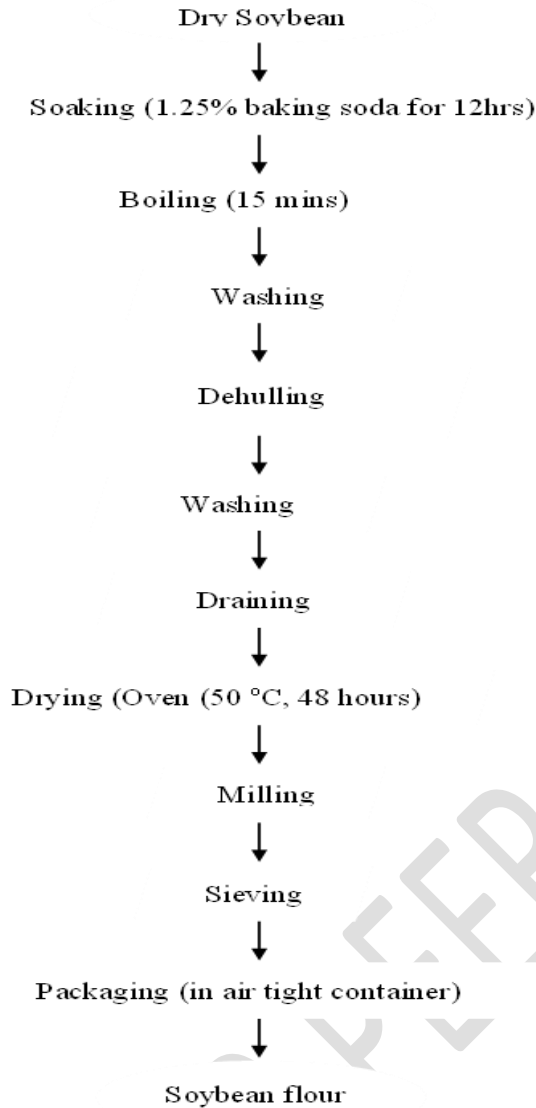 Dry Soybean
Soaking (1.25% baking soda for 12hrs)
Boiling (15 mins)
Washing
Dehulling
Washing
Draining
Drying (Oven (50 °C, 48 hours)
Milling
Sieving
Packaging (in air tight container)
Soybean flour